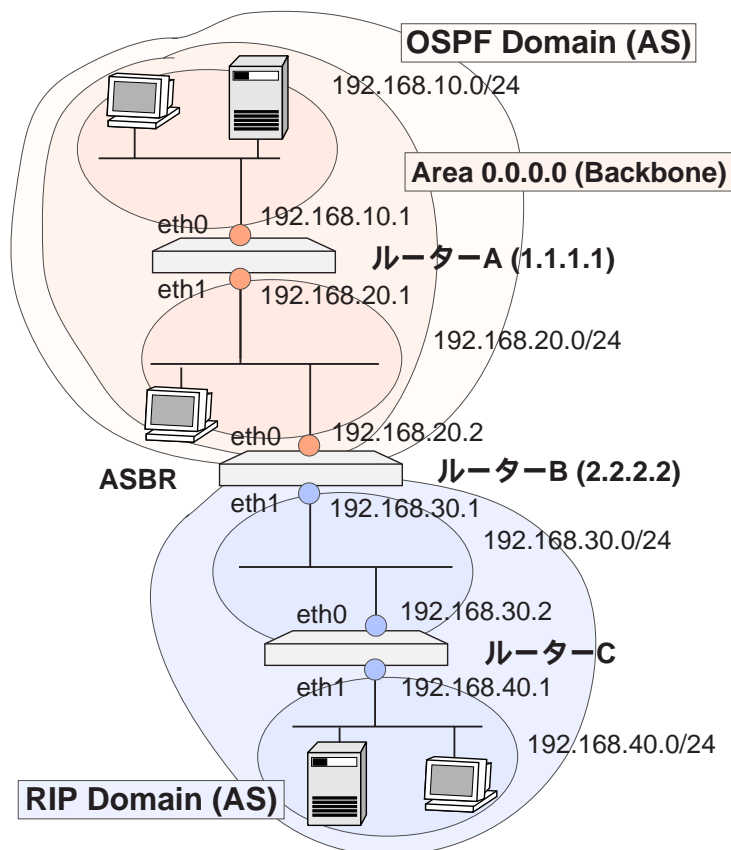 OSPF Domain (AS)
192.168.10.0/24
Area 0.0.0.0 (Backbone)
eth0
192.168.10.1
ルーターA (1.1.1.1)
eth1
192.168.20.1
192.168.20.0/24
eth0
192.168.20.2
ASBR
ルーターB (2.2.2.2)
eth1
192.168.30.1
192.168.30.0/24
eth0
192.168.30.2
ルーターC
eth1
192.168.40.1
192.168.40.0/24
RIP Domain (AS)